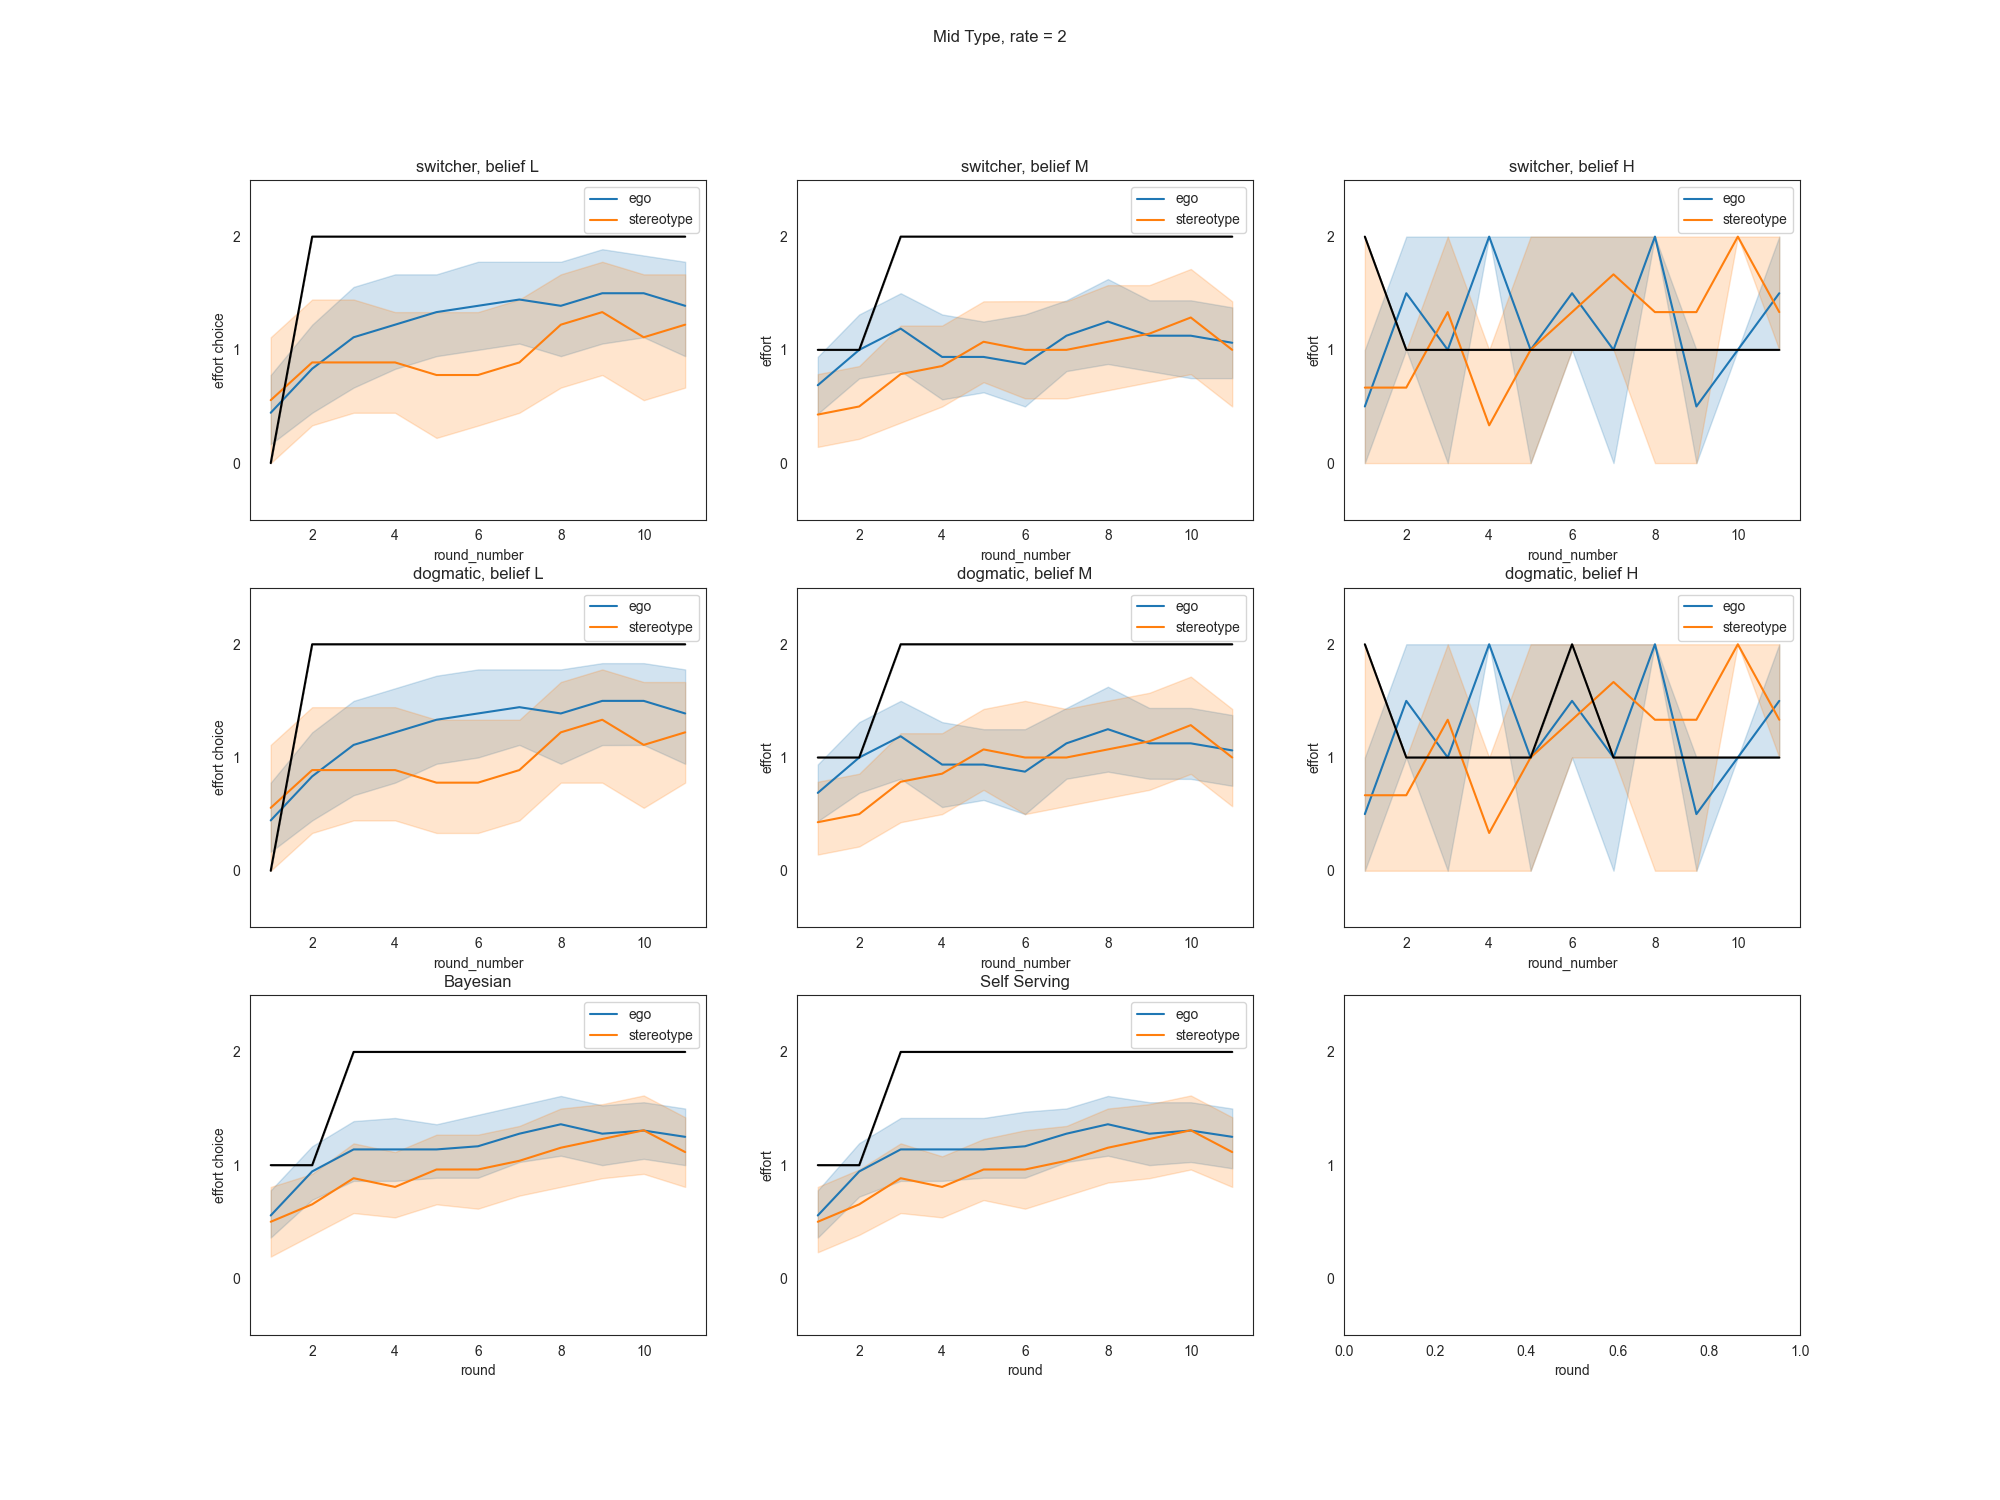 Mid Type, rate = 2
switcher, belief L
ego
stereotype
2
1
0
effort choice
2 4 6 8 10
round_number
switcher, belief M
ego
stereotype
2
1
0
effort
2 4 6 8 10
round_number
switcher, belief H
ego
stereotype
2
1
0
effort
2 4 6 8 10
round_number
dogmatic, belief L
ego
stereotype
2
1
0
effort choice
2 4 6 8 10
round_number
dogmatic, belief M
ego
stereotype
2
1
0
effort
2 4 6 8 10
round_number
dogmatic, belief H
ego
stereotype
2
1
0
effort
2 4 6 8 10
round_number
Bayesian
ego
stereotype
2
1
0
effort choice
2 4 6 8 10
round
Self Serving
ego
stereotype
2
1
0
effort
2 4 6 8 10
round
2
1
0
0.0 0.2 0.4 0.6 0.8 1.0
round